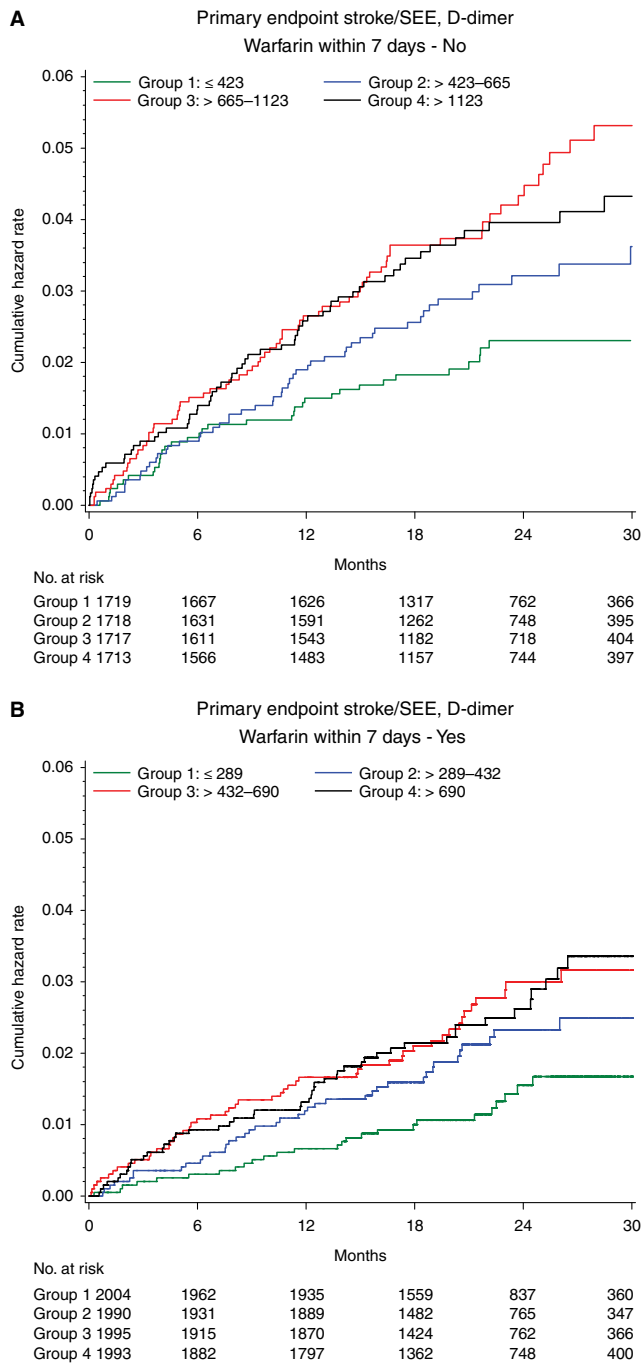 A
Primary endpoint stroke/SEE, D-dimer
Warfarin within 7 days - No
Group 1: ≤ 423 Group 2: > 423–665
Group 3: > 665–1123 Group 4: > 1123
Cumulative hazard rate
0.06
0.05
0.04
0.03
0.02
0.01
0.00
0 6 12 18 24 30
Months
No. at risk
Group 1 1719 1667 1626 1317 762 366
Group 2 1718 1631 1591 1262 748 395
Group 3 1717 1611 1543 1182 718 404
Group 4 1713 1566 1483 1157 744 397
B
Primary endpoint stroke/SEE, D-dimer
Warfarin within 7 days - Yes
Group 1: ≤ 289 Group 2: > 289–432
Group 3: > 432–690 Group 4: > 690
Cumulative hazard rate
0.06
0.05
0.04
0.03
0.02
0.01
0.00
0 6 12 18 24 30
Months
No. at risk
Group 1 2004 1962 1935 1559 837 360
Group 2 1990 1931 1889 1482 765 347
Group 3 1995 1915 1870 1424 762 366
Group 4 1993 1882 1797 1362 748 400